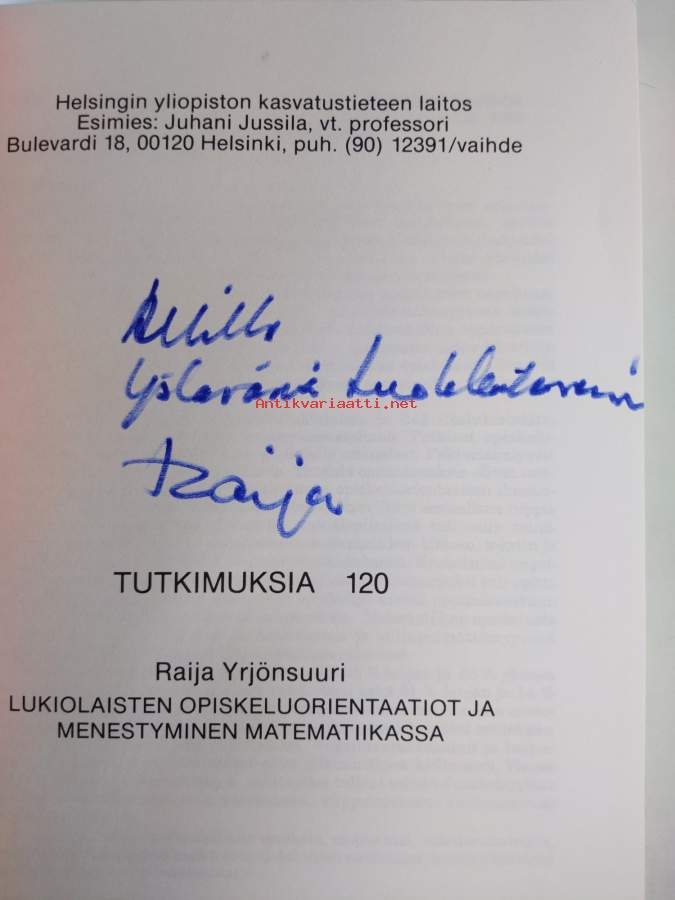 Helsingin yliopiston kasvatustieteen laitos
Esimies: Juhani Jussila, vt. professori
Bulevardi 18, 00120 Helsinki, puh. (90) 12391/vaihde
Antikvariaatti.net
Raija
TUTKIMUKSIA 120
Raija Yrjönsuuri
LUKIOLAISTEN OPISKELUORIENTAATIOT JA
MENESTYMINEN MATEMATIIKASSA